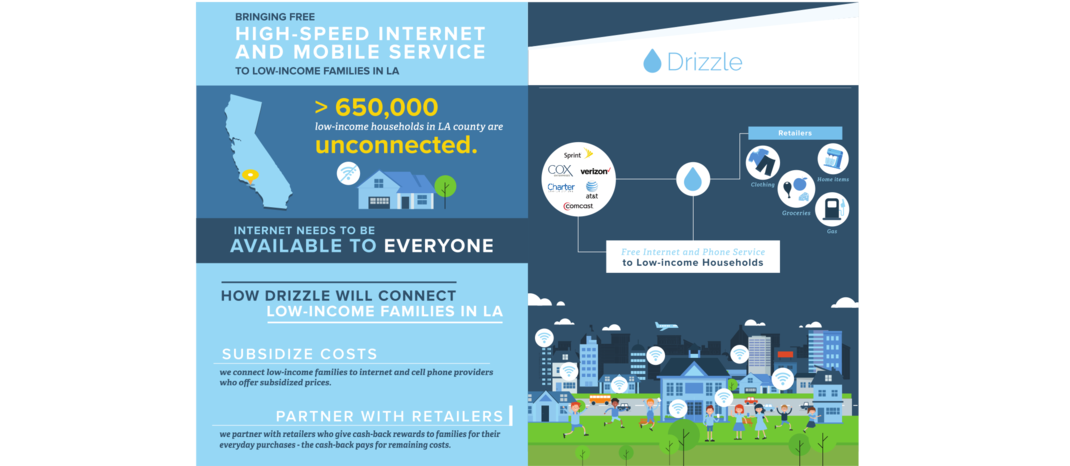 BRINGING FREE
HIGH-SPEED INTERNET
AND MOBILE SERVICE
TO LOW-INCOME FAMILIES IN LA
> 650,000
low-income households in LA county are
unconnected.
INTERNET NEEDS TO BE
AVAILABLE TO EVERYONE
HOW DRIZZLE WILL CONNECT
LOW-INCOME FAMILIES IN LA
SUBSIDIZE COSTS
we connect low-income families to internet and cell phone providers
who offer subsidized prices.
PARTNER WITH RETAILERS
we partner with retailers who give cash-back rewards to families for their
everyday purchases - the cash-back pays for remaining costs.
Drizzle
Sprint
COX
verizon
Charter
at&t
comcast
Retailers
Clothing
Home items
Groceries
Gas
Free Internet and Phone Service
to Low-income Households